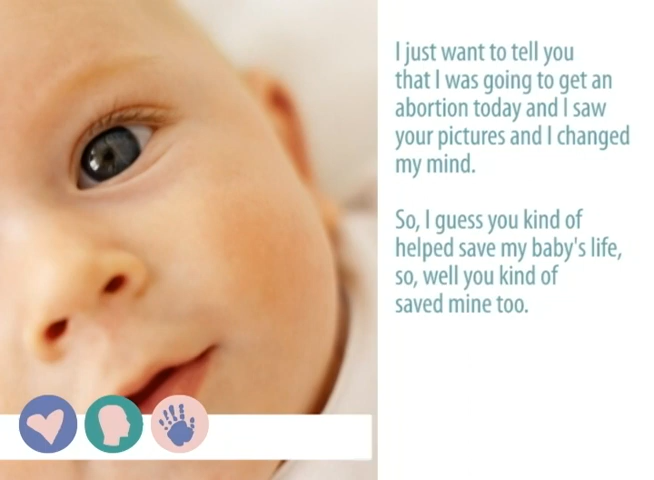 I just want to tell you
that I was going to get an
abortion today and I saw
your pictures and I changed
my mind.
So, I guess you kind of
helped save my baby's life,
so, well you kind of
saved mine too.